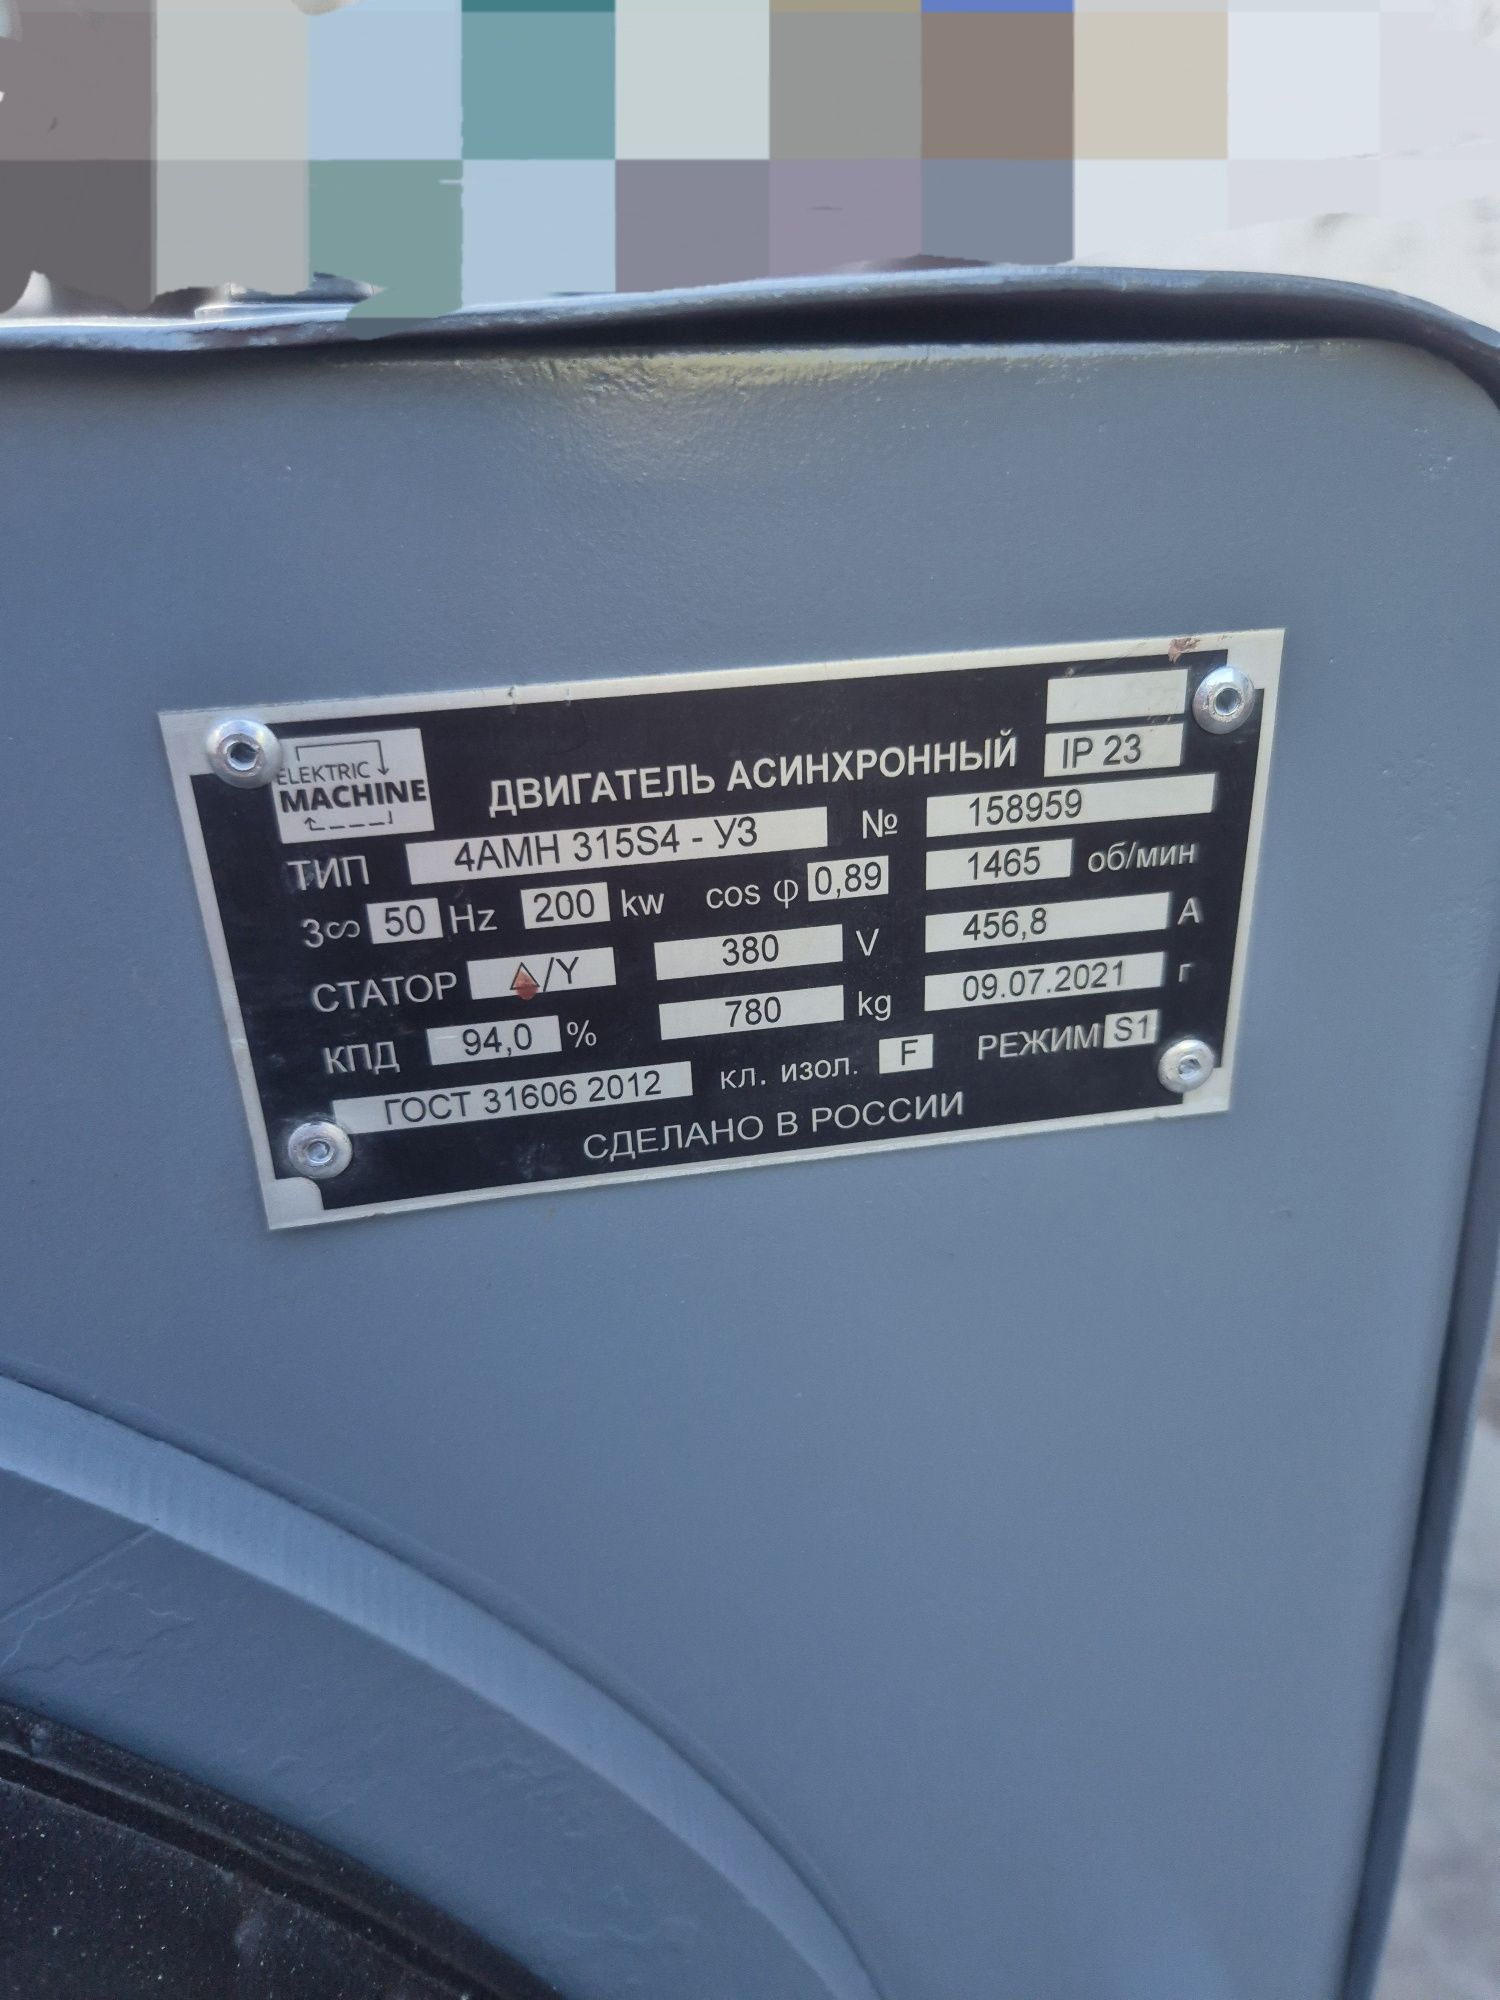 ELEKTRIC
MACHINE
ДВИГАТЕЛЬ АСИНХРОННЫЙ IP 23
ТИП 4АМН 315S4 - У3 № 158959
3∞ 50 Hz 200 kw cos φ 0,89 1465 об/мин
СТАТОР △/Y 380 V 456,8 А
КПД 94,0 % 780 kg 09.07.2021 г
ГОСТ 31606 2012 кл. изол. F РЕЖИМ S1
СДЕЛАНО В РОССИИ